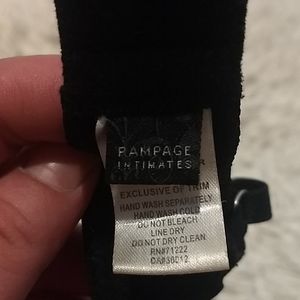 RAMPAGE
INTIMATES
EXCLUSIVE OF TRIM
HAND WASH SEPARATELY
HAND WASH COLD
DO NOT BLEACH
LINE DRY
DO NOT DRY CLEAN
RN#71222
CA#36012